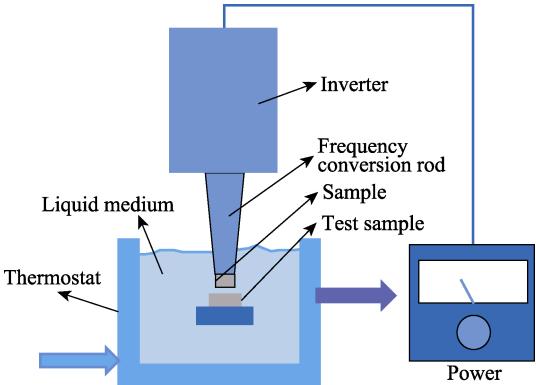 Inverter
Frequency
conversion rod
Sample
Liquid medium
Test sample
Thermostat
Power